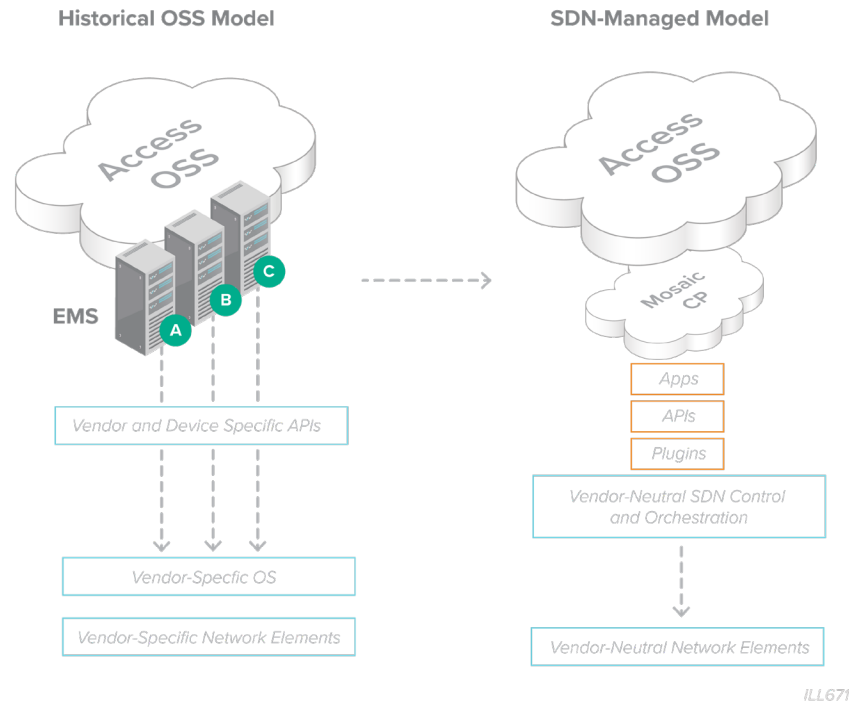 Historical OSS Model
Access
OSS
EMS
A
B
C
Vendor and Device Specific APIs
Vendor-Specfic OS
Vendor-Specific Network Elements
SDN-Managed Model
Access
OSS
Mosaic
CP
Apps
APIs
Plugins
Vendor-Neutral SDN Control
and Orchestration
Vendor-Neutral Network Elements
iLL671